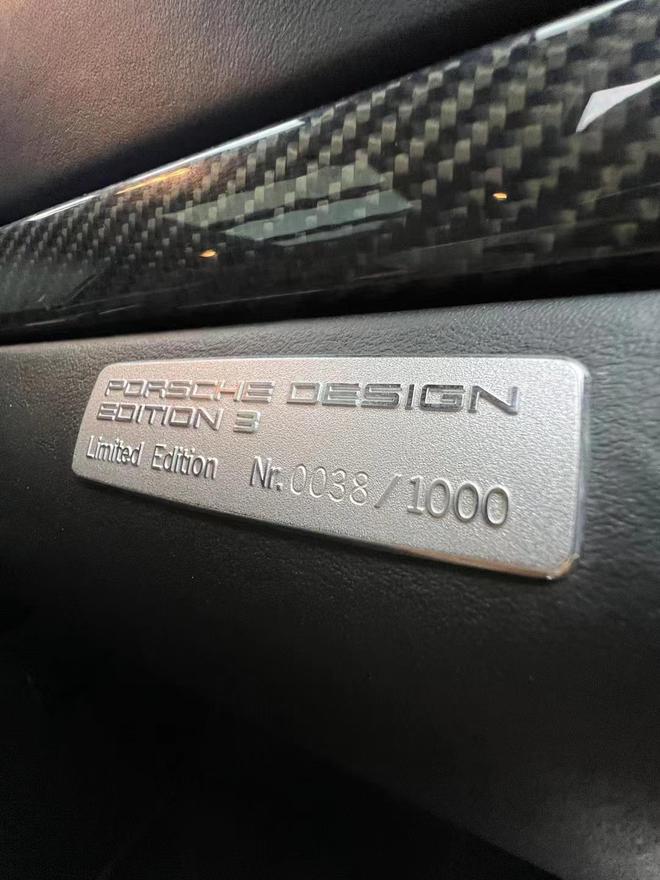 PORSCHE DESIGN
EDITION 3
Limited Edition Nr. 0038/1000